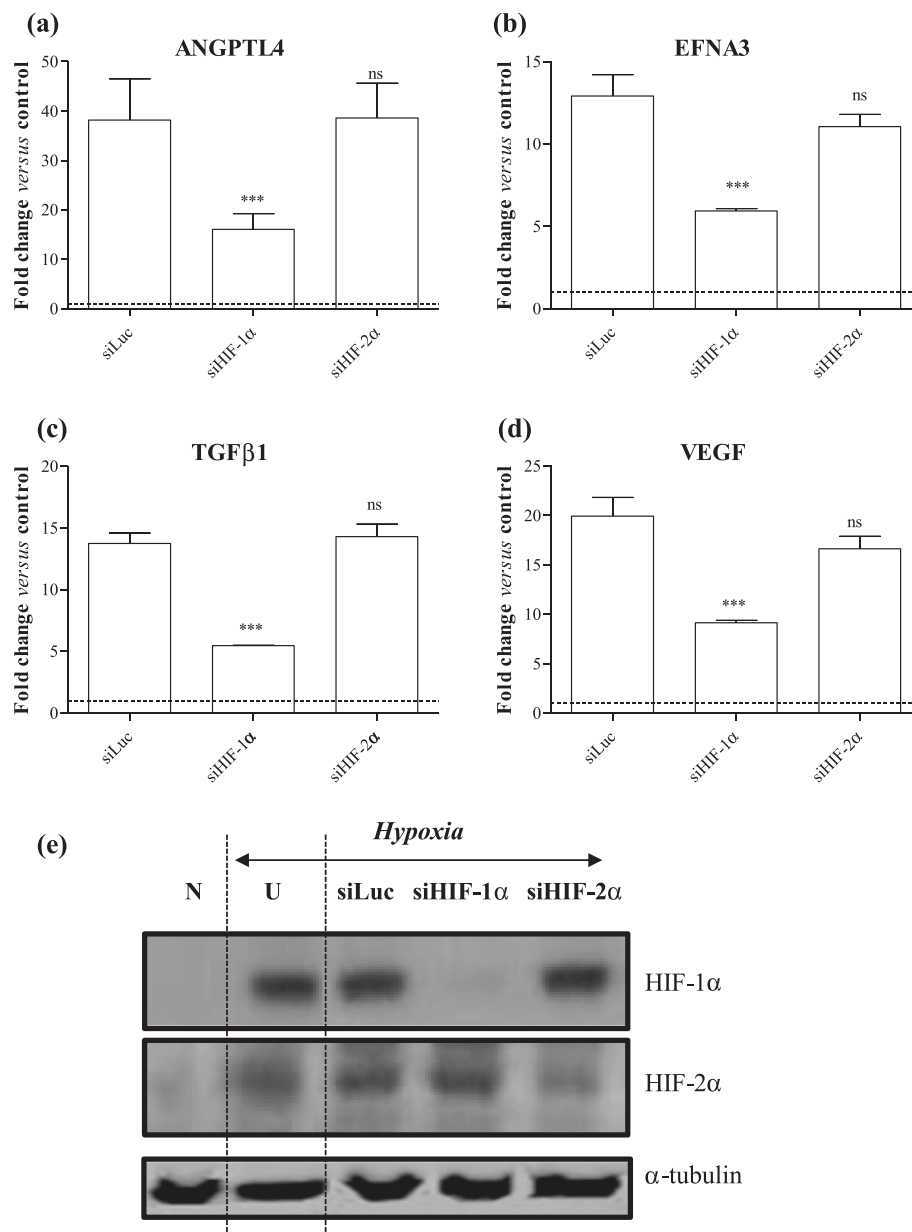 (a)
ANGPTL4
Fold change versus control
50
40
30
20
10
0
ns
***
siLuc
siHIF-1α
siHIF-2α
(b)
EFNA3
Fold change versus control
15
10
5
0
ns
***
siLuc
siHIF-1α
siHIF-2α
(c)
TGFβ1
Fold change versus control
20
15
10
5
0
ns
***
siLuc
siHIF-1α
siHIF-2α
(d)
VEGF
Fold change versus control
25
20
15
10
5
0
ns
***
siLuc
siHIF-1α
siHIF-2α
(e)
Hypoxia
N U siLuc siHIF-1α siHIF-2α
HIF-1α
HIF-2α
α-tubulin